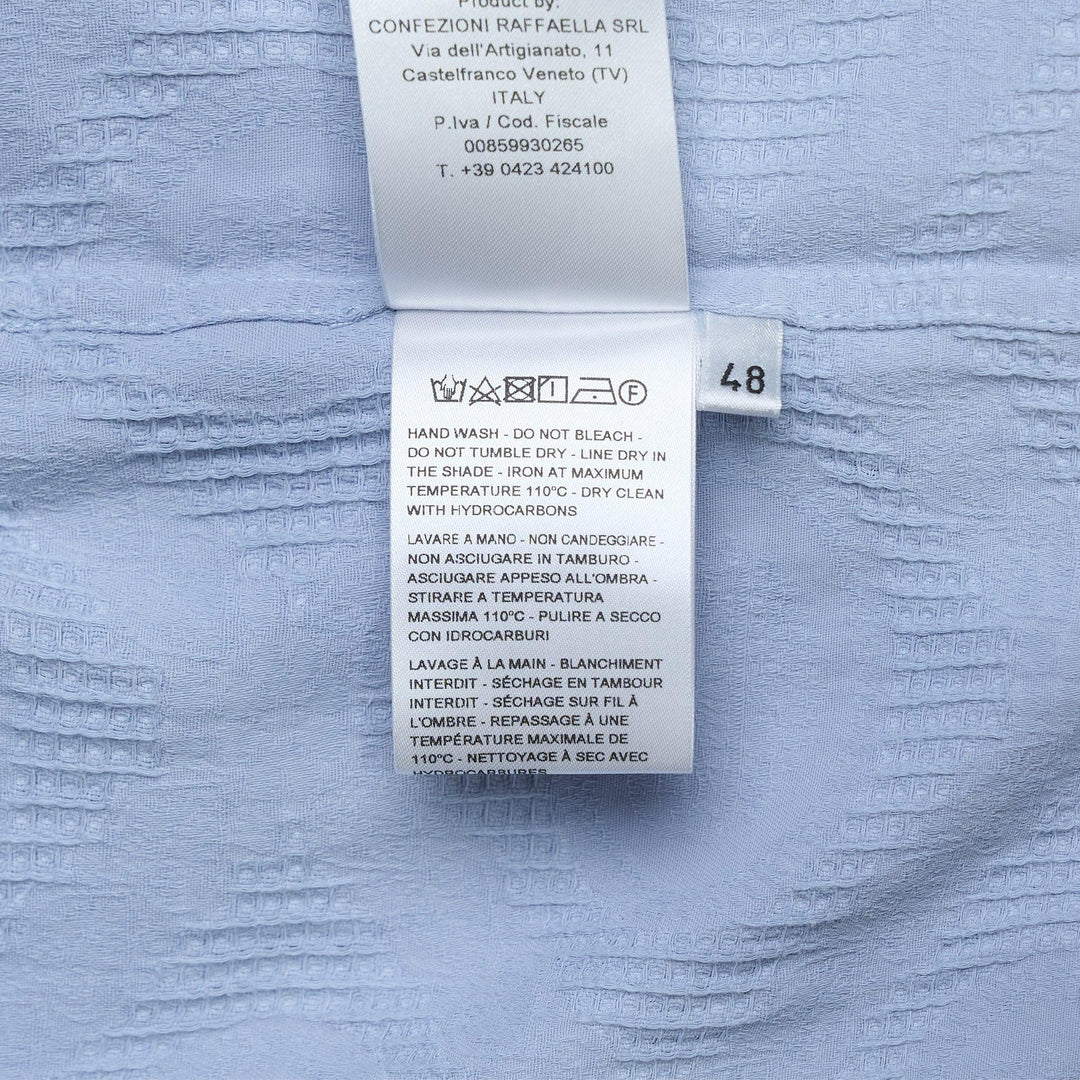 Product by:
CONFEZIONI RAFFAELLA SRL
Via dell'Artigianato, 11
Castelfranco Veneto (TV)
ITALY
P.Iva / Cod. Fiscale
00859930265
T. +39 0423 424100
48
F
HAND WASH - DO NOT BLEACH -
DO NOT TUMBLE DRY - LINE DRY IN
THE SHADE - IRON AT MAXIMUM
TEMPERATURE 110°C - DRY CLEAN
WITH HYDROCARBONS
LAVARE A MANO - NON CANDEGGIARE -
NON ASCIUGARE IN TAMBURO -
ASCIUGARE APPESO ALL'OMBRA -
STIRARE A TEMPERATURA
MASSIMA 110°C - PULIRE A SECCO
CON IDROCARBURI
LAVAGE À LA MAIN - BLANCHIMENT
INTERDIT - SÉCHAGE EN TAMBOUR
INTERDIT - SÉCHAGE SUR FIL À
L'OMBRE - REPASSAGE À UNE
TEMPÉRATURE MAXIMALE DE
110°C - NETTOYAGE À SEC AVEC
HYDROCARBURES